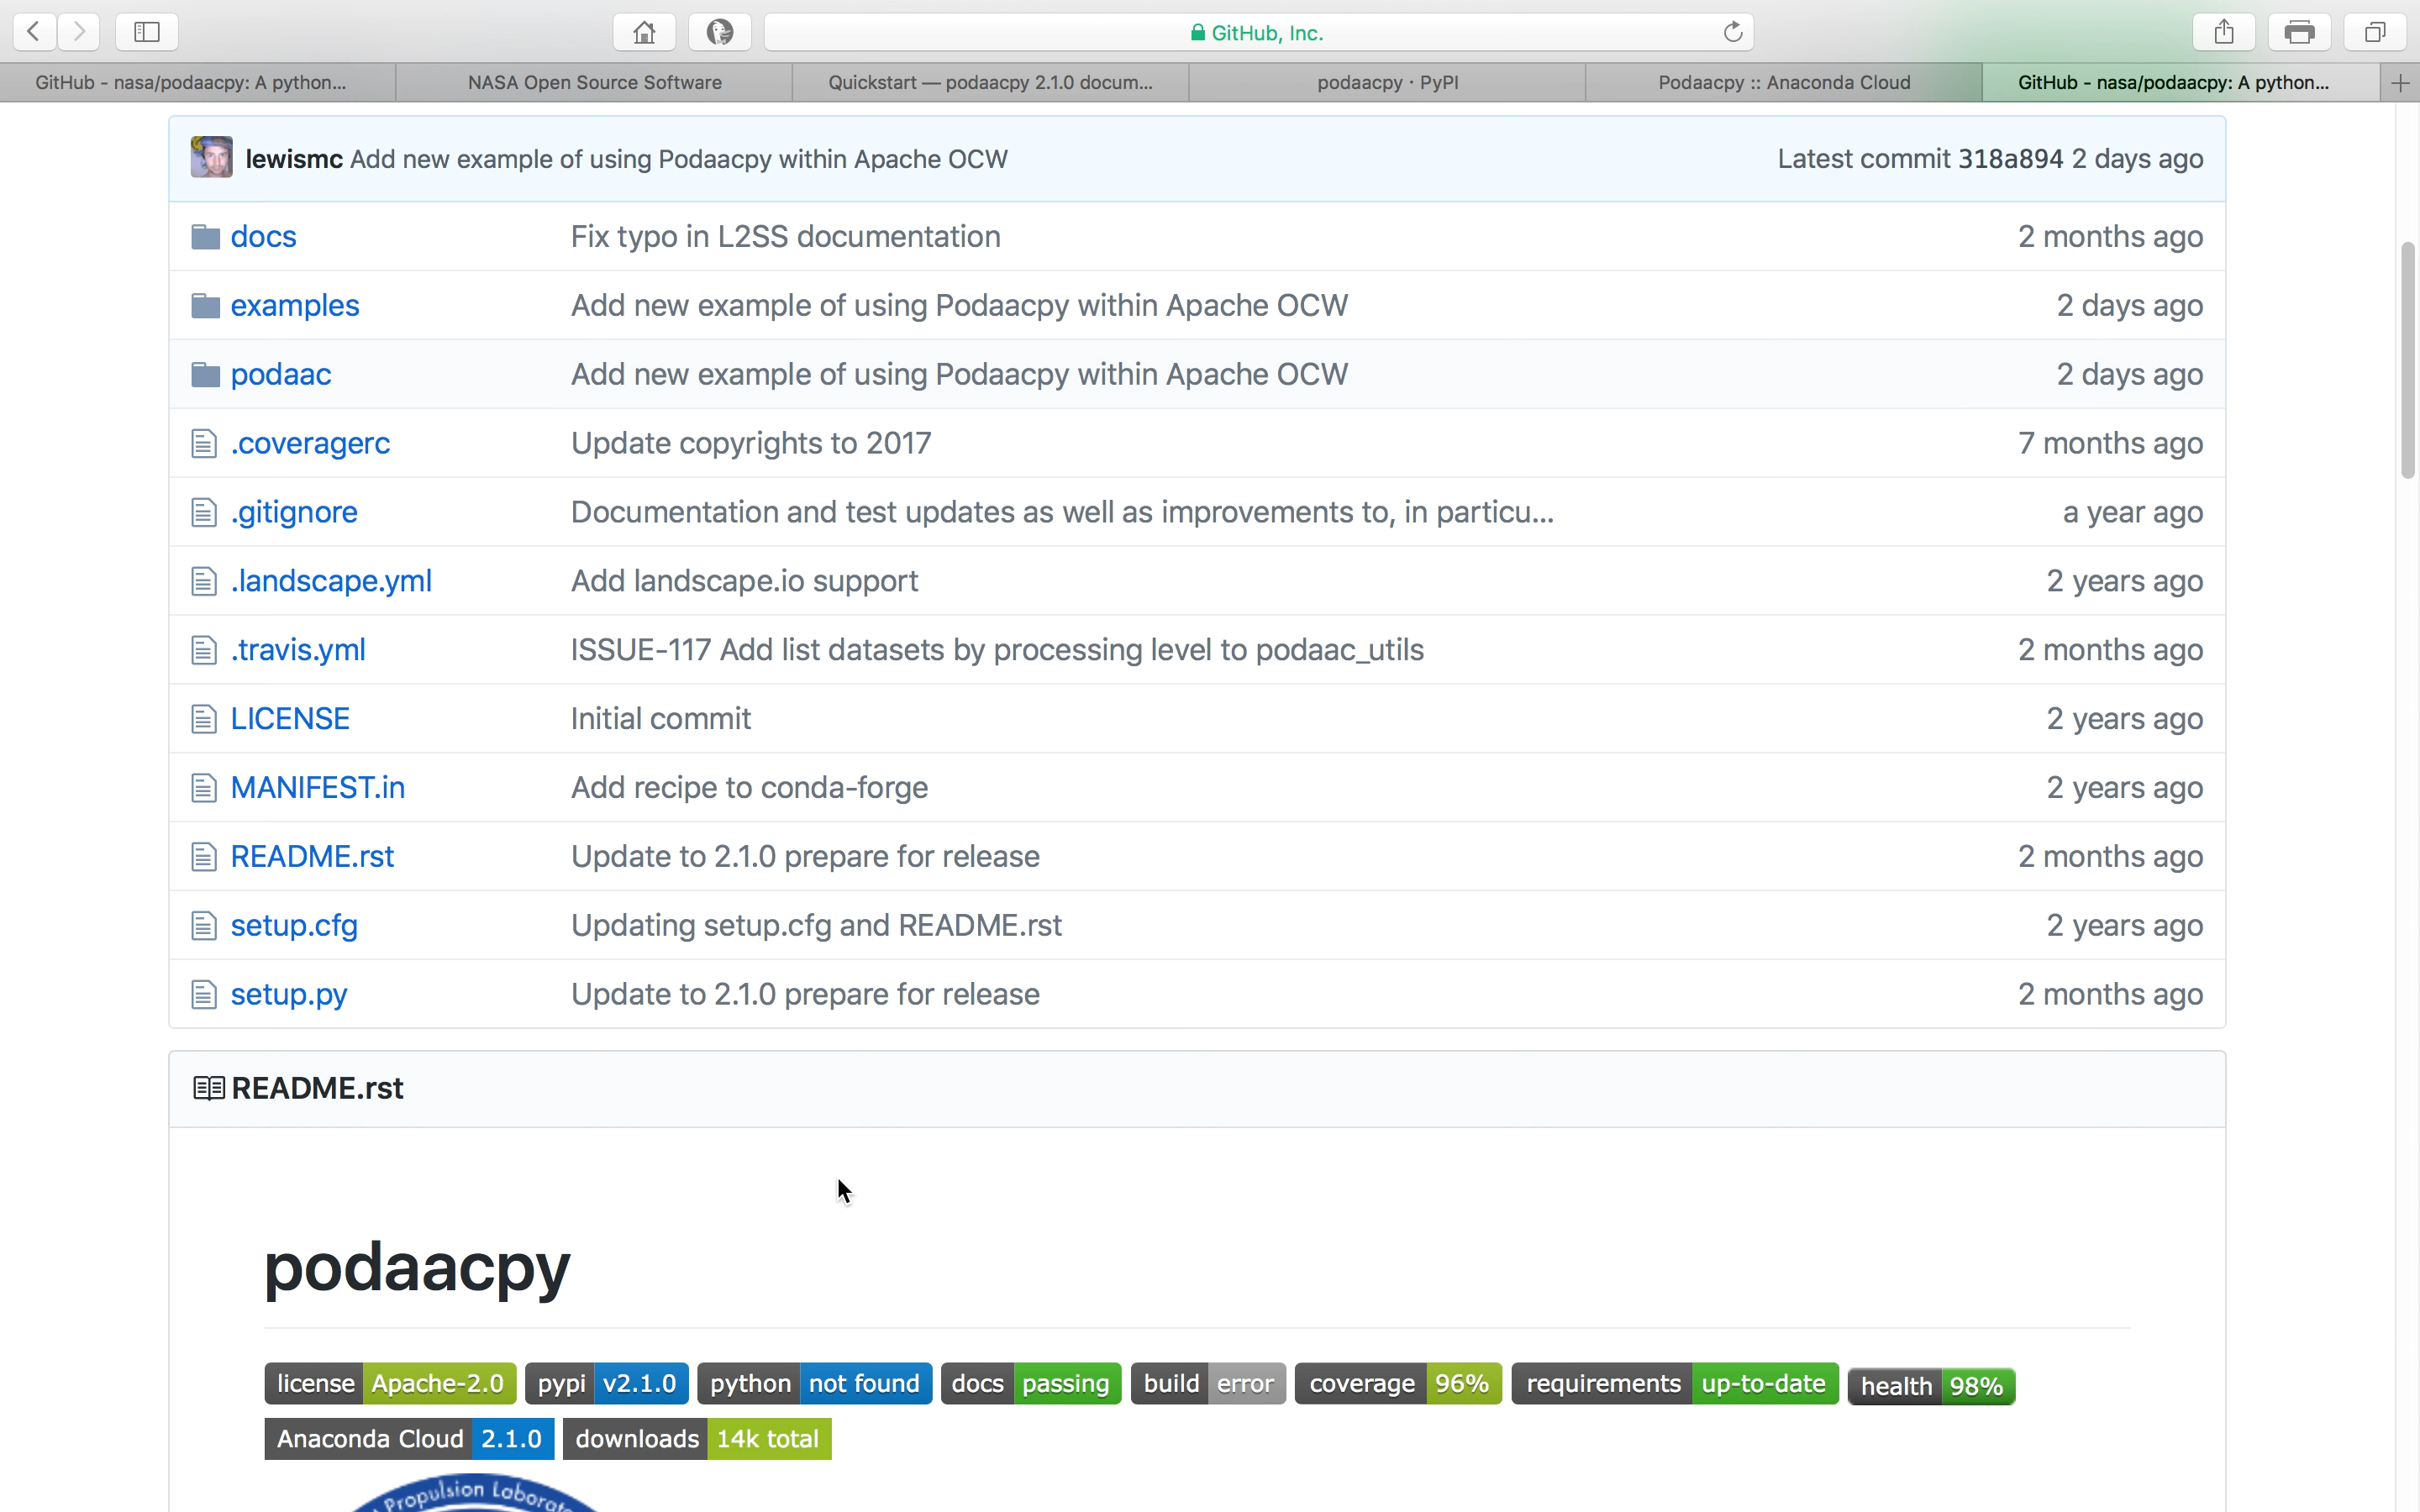 GitHub, Inc.
GitHub - nasa/podaacpy: A python... NASA Open Source Software Quickstart — podaacpy 2.1.0 docum... podaacpy · PyPI Podaacpy :: Anaconda Cloud GitHub - nasa/podaacpy: A python...
lewismc Add new example of using Podaacpy within Apache OCW Latest commit 318a894 2 days ago
docs Fix typo in L2SS documentation 2 months ago
examples Add new example of using Podaacpy within Apache OCW 2 days ago
podaac Add new example of using Podaacpy within Apache OCW 2 days ago
.coveragerc Update copyrights to 2017 7 months ago
.gitignore Documentation and test updates as well as improvements to, in particu... a year ago
.landscape.yml Add landscape.io support 2 years ago
.travis.yml ISSUE-117 Add list datasets by processing level to podaac_utils 2 months ago
LICENSE Initial commit 2 years ago
MANIFEST.in Add recipe to conda-forge 2 years ago
README.rst Update to 2.1.0 prepare for release 2 months ago
setup.cfg Updating setup.cfg and README.rst 2 years ago
setup.py Update to 2.1.0 prepare for release 2 months ago
README.rst
podaacpy
license Apache-2.0 pypi v2.1.0 python not found docs passing build error coverage 96% requirements up-to-date health 98%
Anaconda Cloud 2.1.0 downloads 14k total
Propulsion